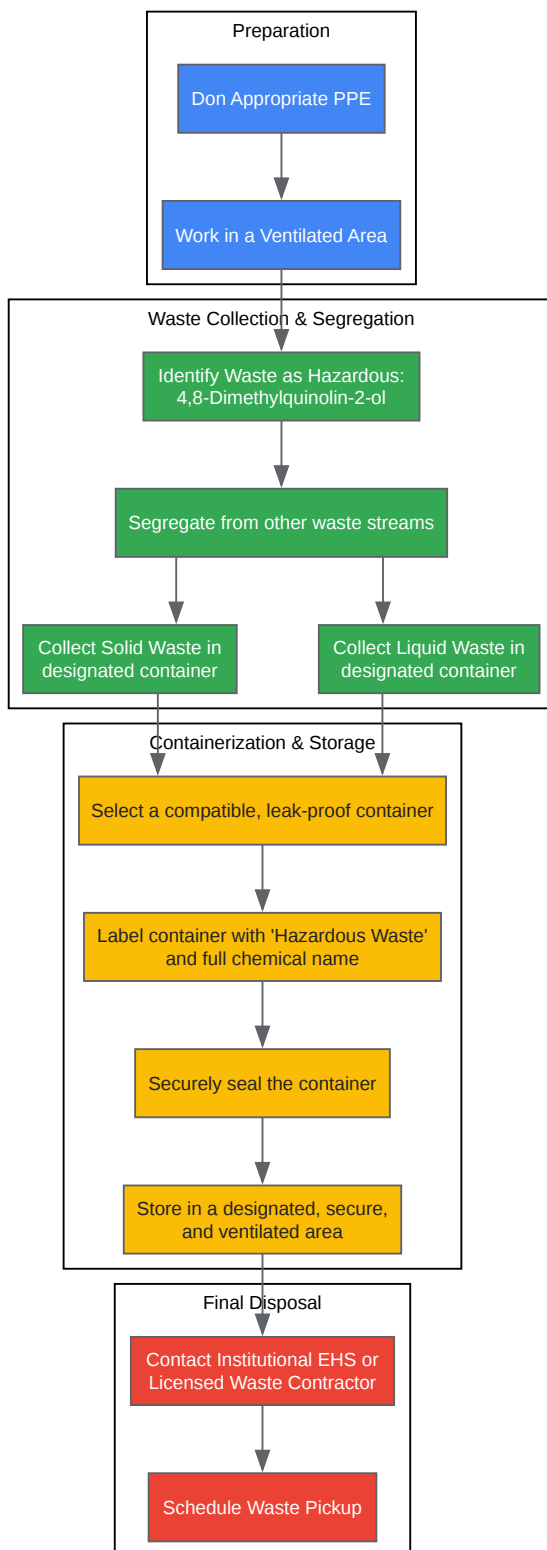 Preparation
Don Appropriate PPE
Work in a Ventilated Area
Waste Collection & Segregation
Identify Waste as Hazardous:
4,8-Dimethylquinolin-2-ol
Segregate from other waste streams
Collect Solid Waste in
designated container
Collect Liquid Waste in
designated container
Containerization & Storage
Select a compatible, leak-proof container
Label container with 'Hazardous Waste'
and full chemical name
Securely seal the container
Store in a designated, secure,
and ventilated area
Final Disposal
Contact Institutional EHS or
Licensed Waste Contractor
Schedule Waste Pickup